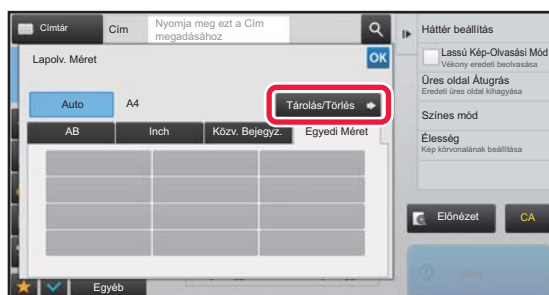 Címtár
Cím
Nyomja meg ezt a Cím
megadásához
Lapolv. Méret
OK
Auto
A4
Tárolás/Törlés
AB
Inch
Közv. Bejegyz.
Egyedi Méret
Egyéb
Háttér beállítás
Lassú Kép-Olvasási Mód
Vékony eredeti beolvasása
Üres oldal Átugrás
Eredeti üres oldal kihagyása
Színes mód
Élesség
Kép körvonalának beállítása
Előnézet
CA
Start